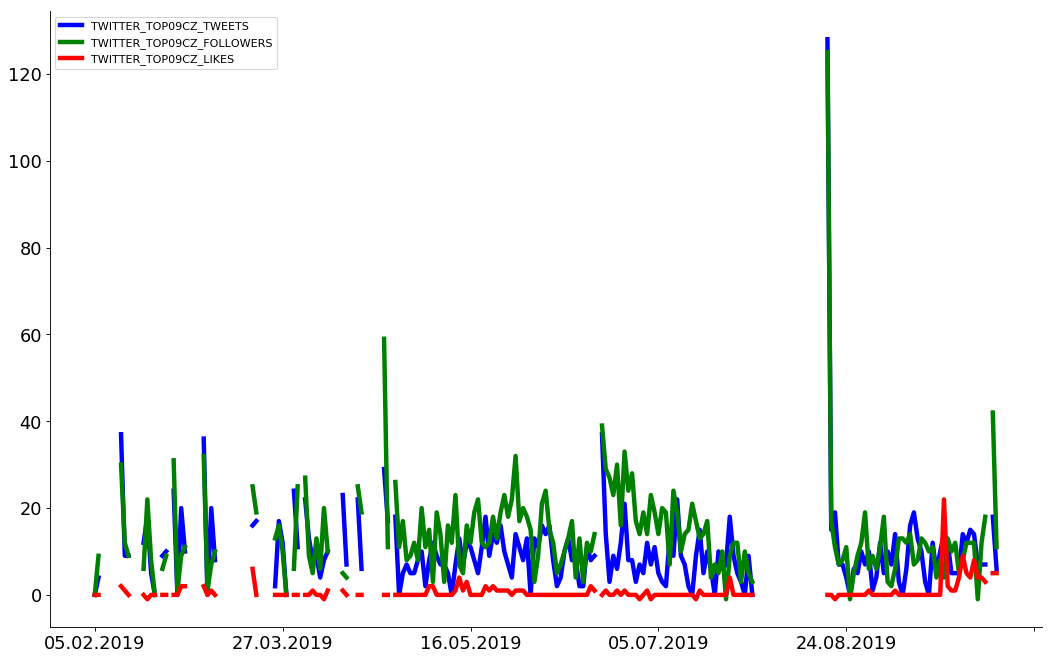 TWITTER_TOP09CZ_TWEETS
TWITTER_TOP09CZ_FOLLOWERS
TWITTER_TOP09CZ_LIKES
120
100
80
60
40
20
0
05.02.2019 27.03.2019 16.05.2019 05.07.2019 24.08.2019